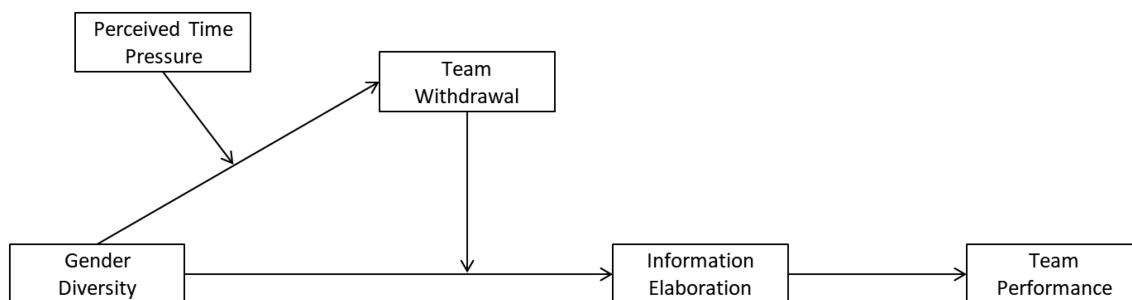 Perceived Time
Pressure
Team
Withdrawal
Gender
Diversity
Information
Elaboration
Team
Performance